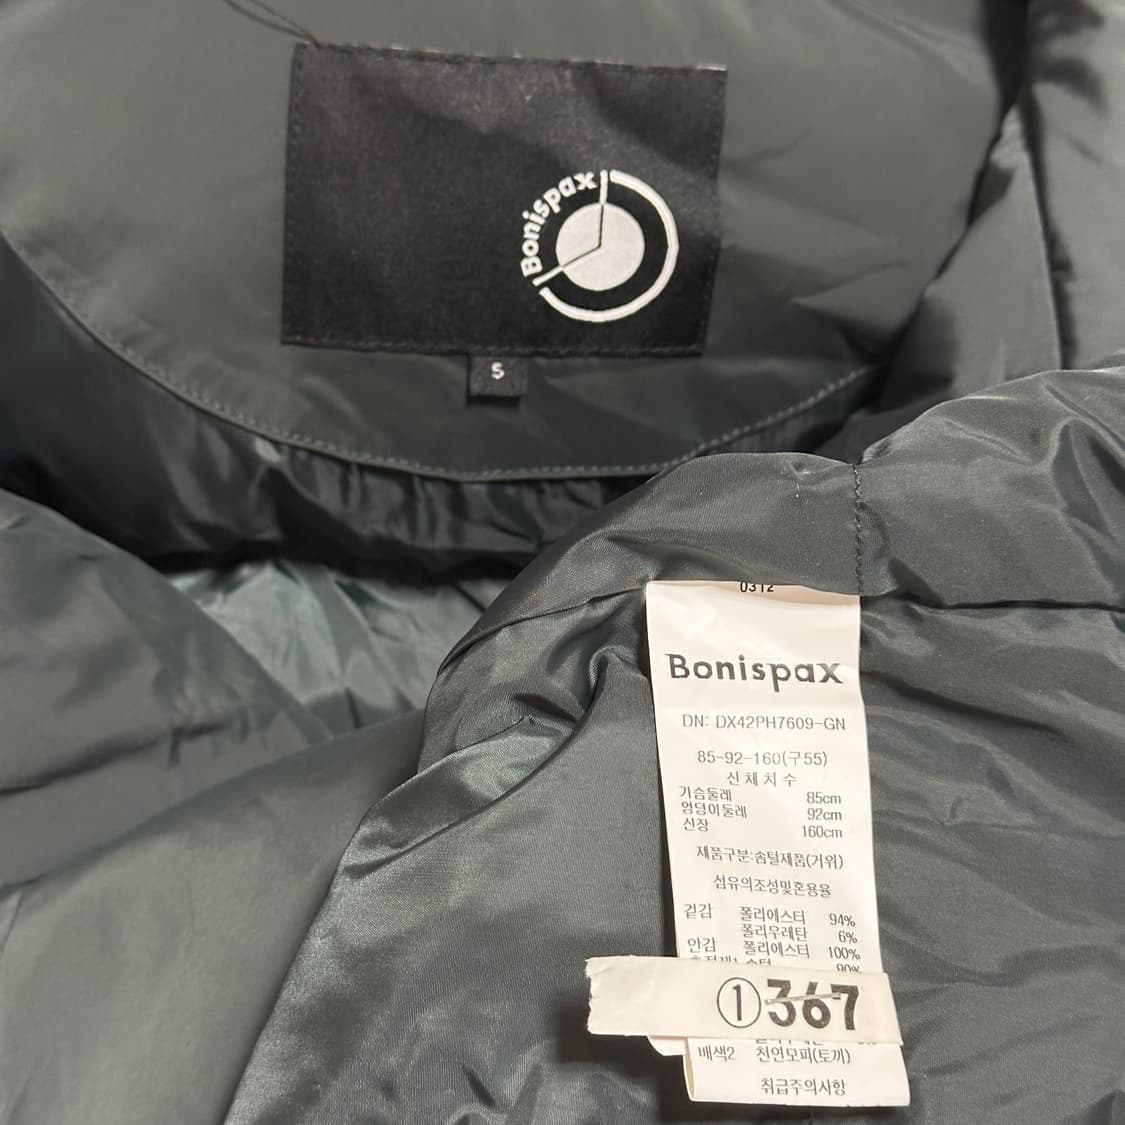 Bonispax
S
0312
Bonispax
DN: DX42PH7609-GN
85-92-160(구55)
신체치수
가슴둘레 85cm
엉덩이둘레 92cm
신장 160cm
제품구분:솜털제품(거위)
섬유의조성및혼용율
겉감 폴리에스터 94%
폴리우레탄 6%
안감 폴리에스터 100%
90%
①367
배색2 천연모피(토끼)
취급주의사항